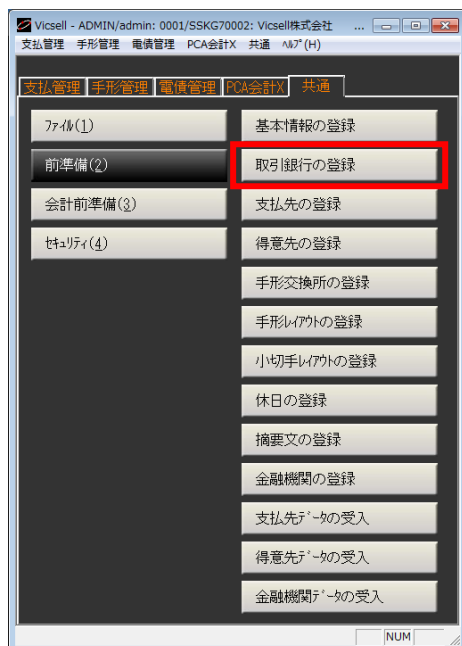 Vicsell - ADMIN/admin: 0001/SSKG70002: Vicsell株式会社 ...
支払管理 手形管理 電債管理 PCA会計X 共通 ﾍﾙﾌﾟ(H)
支払管理 手形管理 電債管理 PCA会計X 共通
ﾌｧｲﾙ(1)
前準備(2)
会計前準備(3)
ｾｷｭﾘﾃｨ(4)
基本情報の登録
取引銀行の登録
支払先の登録
得意先の登録
手形交換所の登録
手形ﾚｲｱｳﾄの登録
小切手ﾚｲｱｳﾄの登録
休日の登録
摘要文の登録
金融機関の登録
支払先ﾃﾞｰﾀの受入
得意先ﾃﾞｰﾀの受入
金融機関ﾃﾞｰﾀの受入
NUM